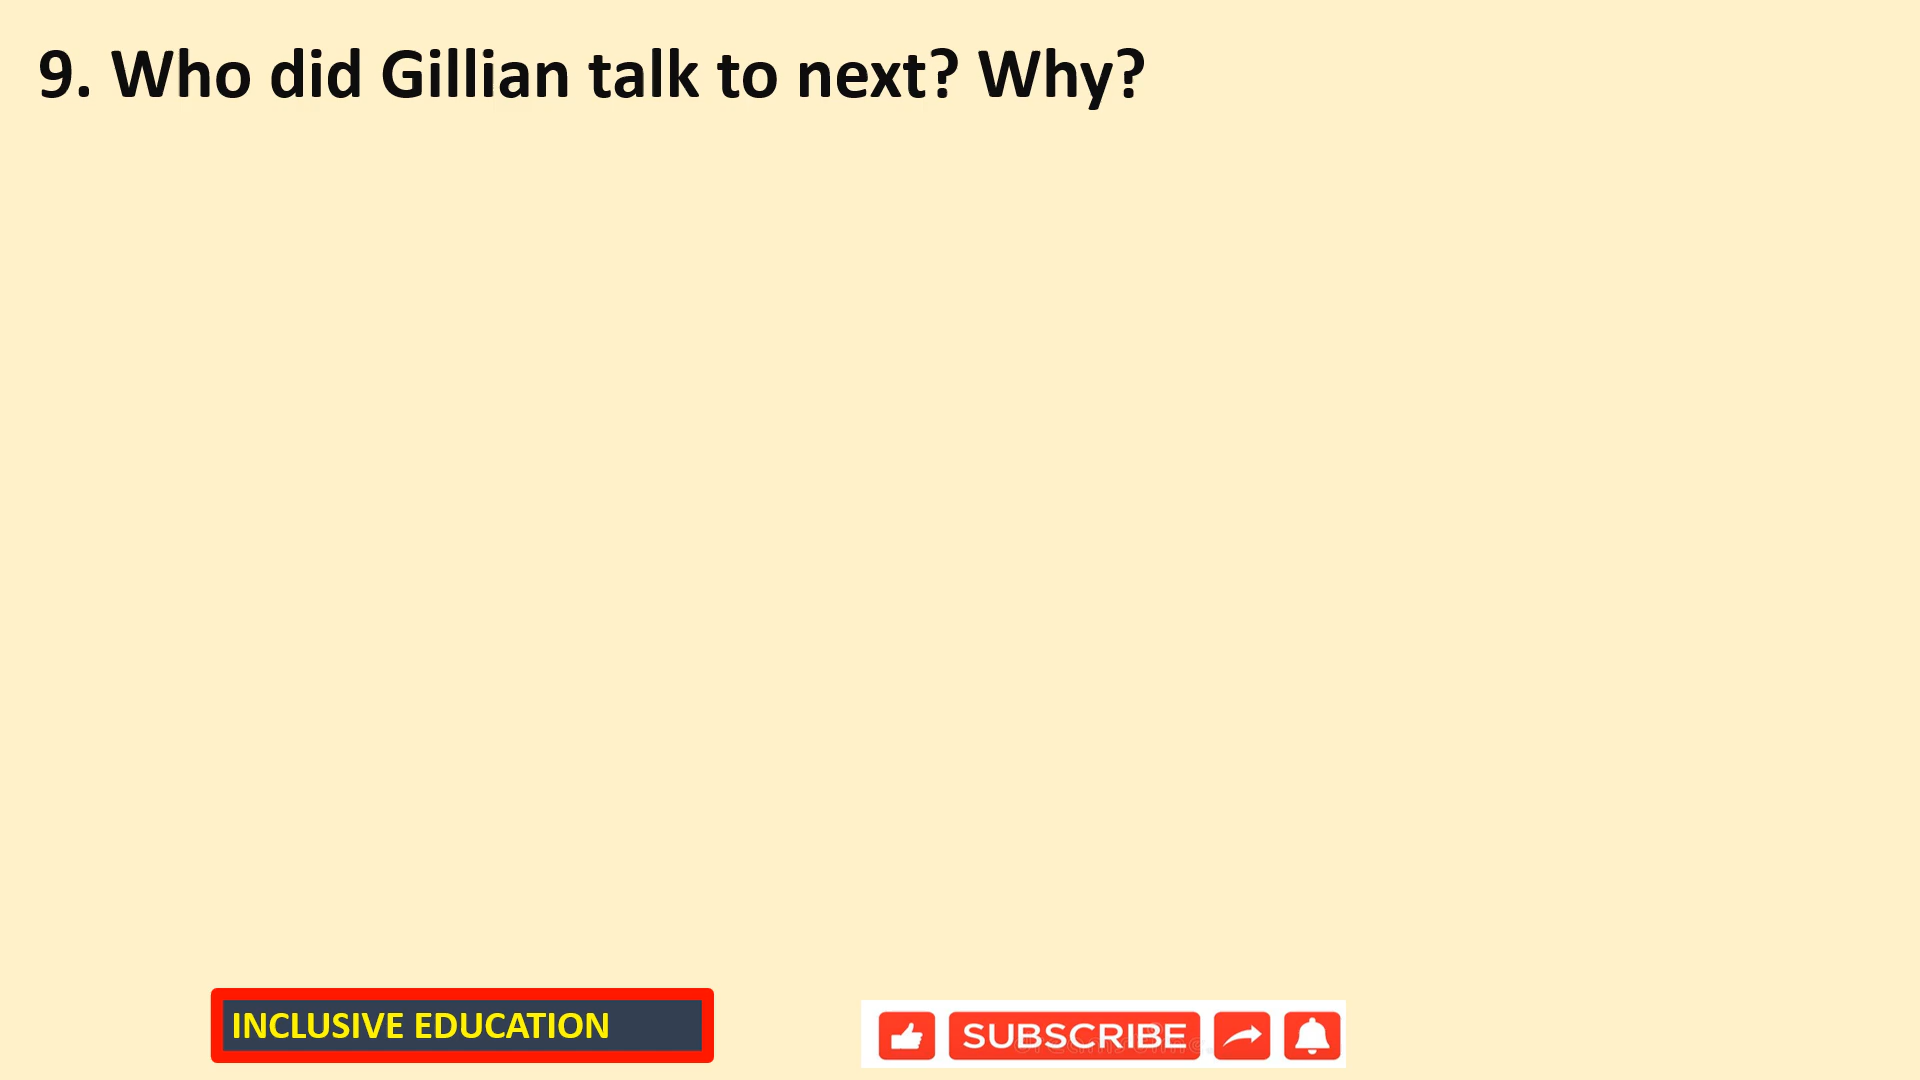 9. Who did Gillian talk to next? Why?
INCLUSIVE EDUCATION
SUBSCRIBE